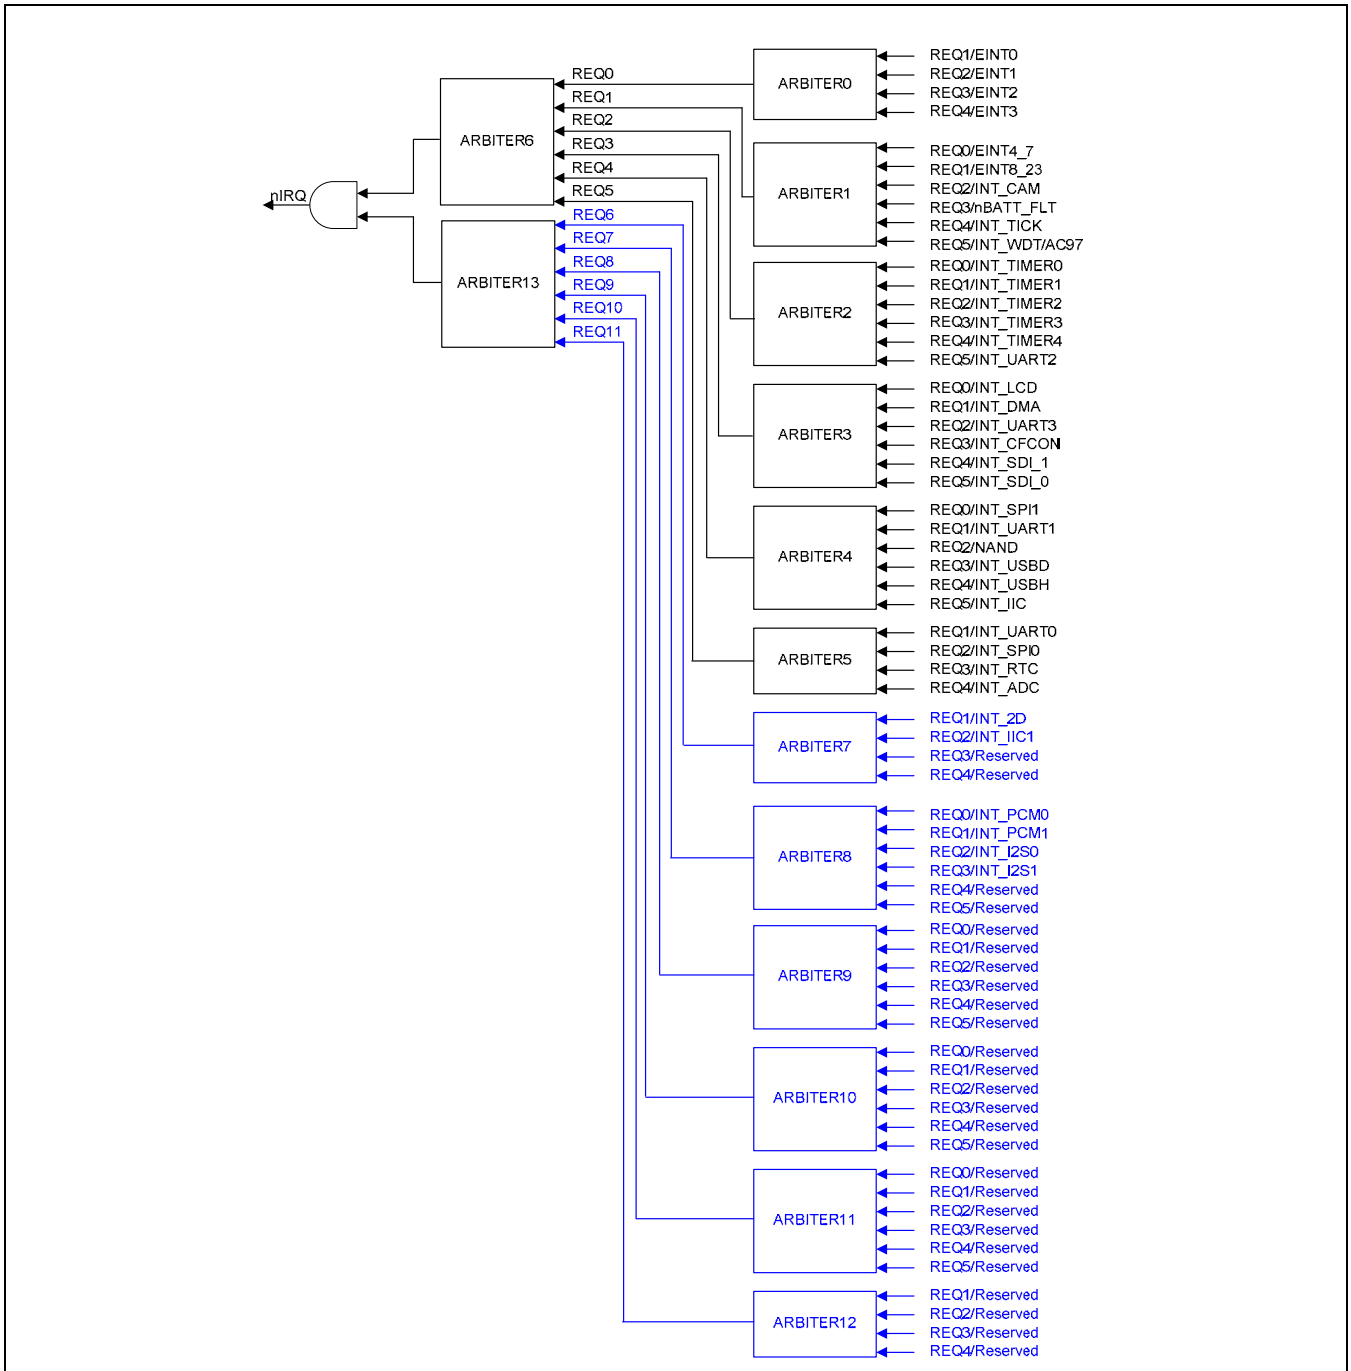 REQ1/EINT0
REQ2/EINT1
REQ3/EINT2
REQ4/EINT3
ARBITER0
REQ0
REQ1
REQ2
REQ3
REQ4
REQ5
ARBITER6
nIRQ
REQ6
REQ7
REQ8
REQ9
REQ10
REQ11
ARBITER13
ARBITER1
REQ0/EINT4_7
REQ1/EINT8_23
REQ2/INT_CAM
REQ3/nBATT_FLT
REQ4/INT_TICK
REQ5/INT_WDT/AC97
ARBITER2
REQ0/INT_TIMER0
REQ1/INT_TIMER1
REQ2/INT_TIMER2
REQ3/INT_TIMER3
REQ4/INT_TIMER4
REQ5/INT_UART2
ARBITER3
REQ0/INT_LCD
REQ1/INT_DMA
REQ2/INT_UART3
REQ3/INT_CFCON
REQ4/INT_SDI_1
REQ5/INT_SDI_0
ARBITER4
REQ0/INT_SPI1
REQ1/INT_UART1
REQ2/NAND
REQ3/INT_USBD
REQ4/INT_USBH
REQ5/INT_IIC
ARBITER5
REQ1/INT_UART0
REQ2/INT_SPI0
REQ3/INT_RTC
REQ4/INT_ADC
ARBITER7
REQ1/INT_2D
REQ2/INT_IIC1
REQ3/Reserved
REQ4/Reserved
ARBITER8
REQ0/INT_PCM0
REQ1/INT_PCM1
REQ2/INT_I2S0
REQ3/INT_I2S1
REQ4/Reserved
REQ5/Reserved
ARBITER9
REQ0/Reserved
REQ1/Reserved
REQ2/Reserved
REQ3/Reserved
REQ4/Reserved
REQ5/Reserved
ARBITER10
REQ0/Reserved
REQ1/Reserved
REQ2/Reserved
REQ3/Reserved
REQ4/Reserved
REQ5/Reserved
ARBITER11
REQ0/Reserved
REQ1/Reserved
REQ2/Reserved
REQ3/Reserved
REQ4/Reserved
REQ5/Reserved
ARBITER12
REQ1/Reserved
REQ2/Reserved
REQ3/Reserved
REQ4/Reserved